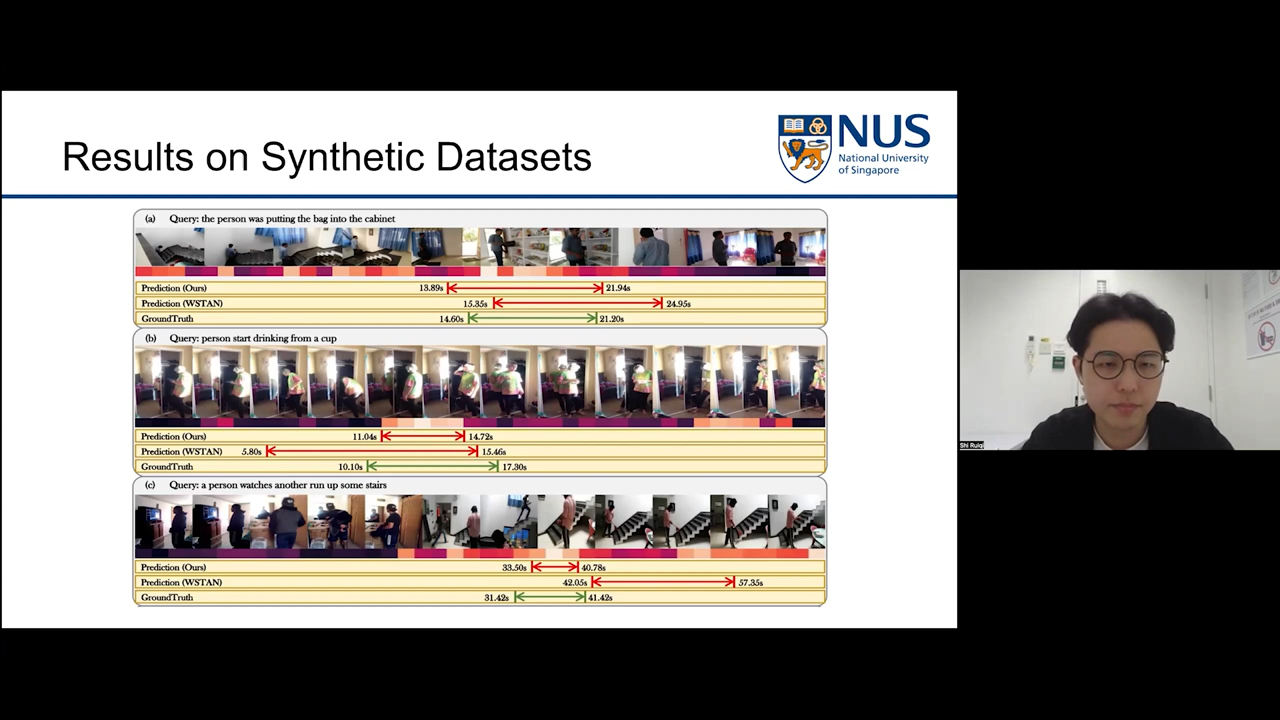 Results on Synthetic Datasets
NUS
National University
of Singapore
(a) Query: the person was putting the bag into the cabinet
Prediction (Ours) 13.89s 21.94s
Prediction (WSTAN) 15.35s 24.95s
GroundTruth 14.60s 21.20s
(b) Query: person start drinking from a cup
Prediction (Ours) 11.04s 14.72s
Prediction (WSTAN) 5.80s 15.46s
GroundTruth 10.10s 17.30s
(c) Query: a person watches another run up some stairs
Prediction (Ours) 33.50s 40.78s
Prediction (WSTAN) 42.05s 57.35s
GroundTruth 31.42s 41.42s
Shi Ruiqi